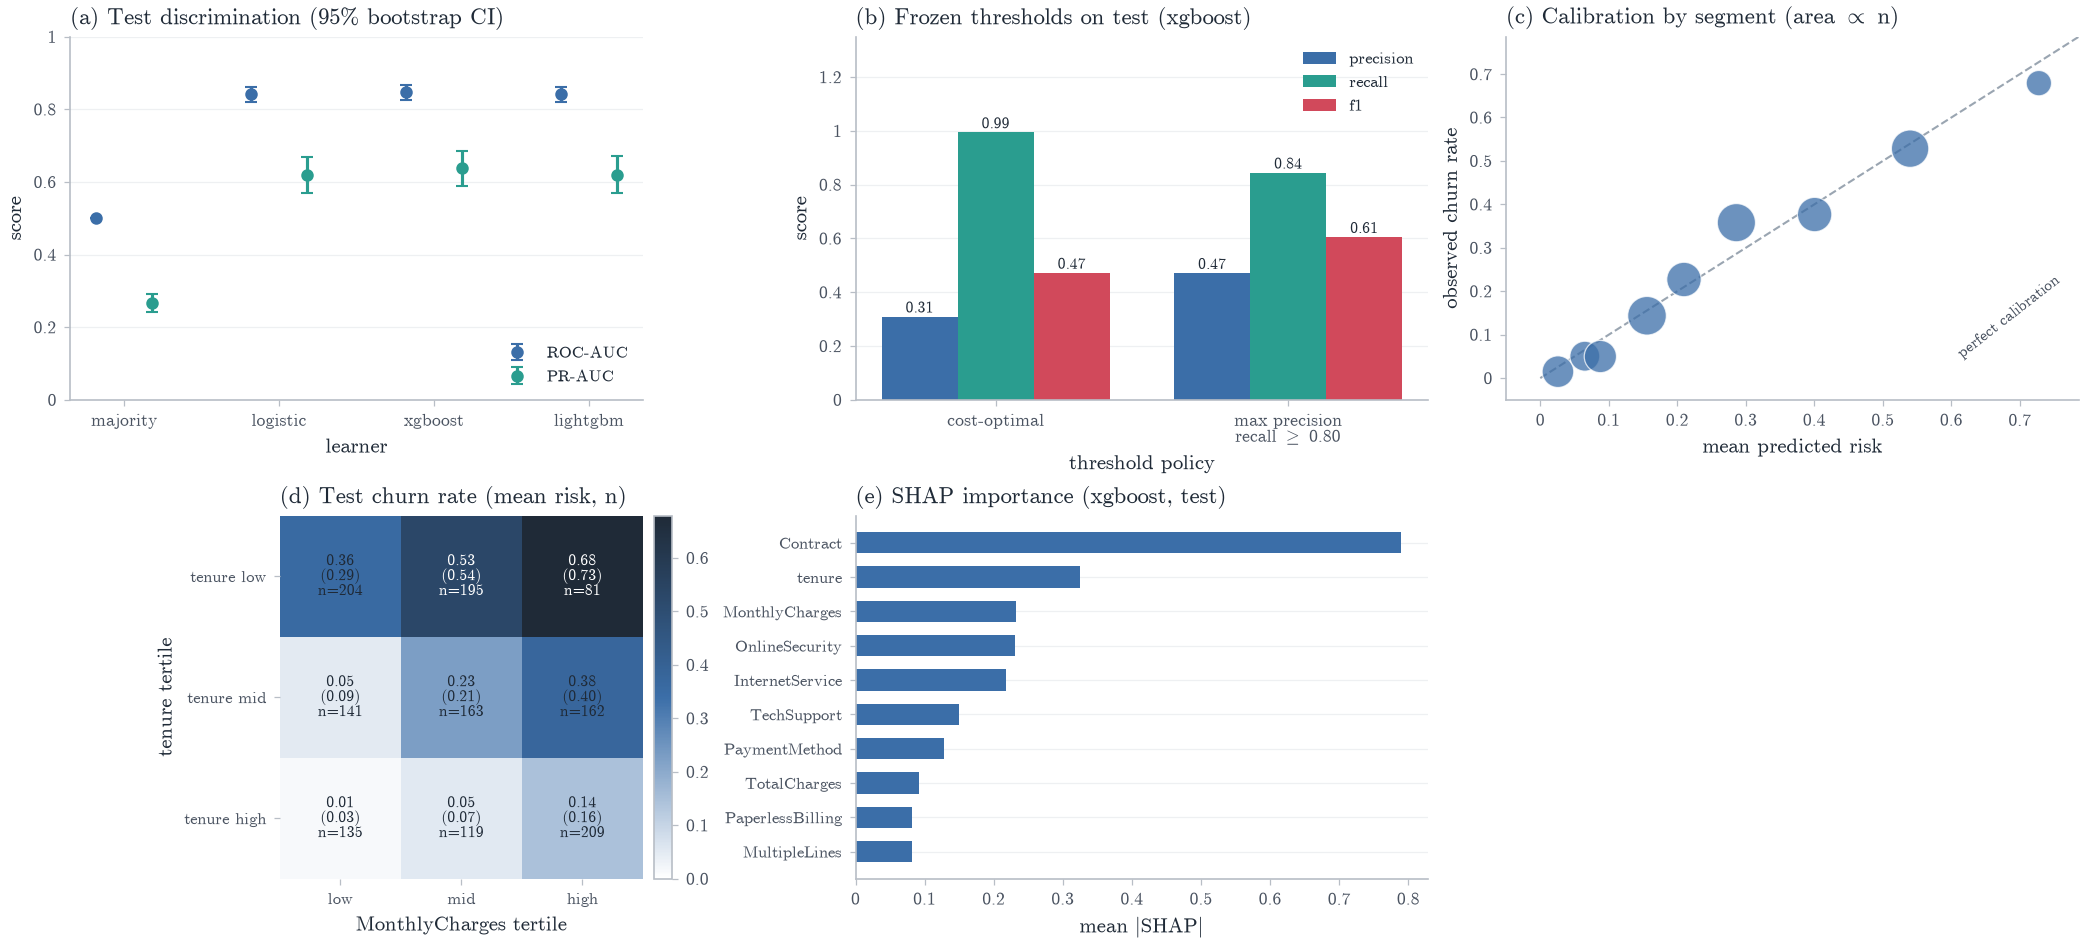 (a) Test discrimination (95% bootstrap CI)
1
0.8
0.6
0.4
0.2
0
score
majority
logistic
xgboost
lightgbm
learner
ROC-AUC
PR-AUC
(b) Frozen thresholds on test (xgboost)
1.2
1
0.8
0.6
0.4
0.2
0
score
precision
recall
f1
0.31
0.99
0.47
0.47
0.84
0.61
cost-optimal
max precision
recall ≥ 0.80
threshold policy
(c) Calibration by segment (area ∝ n)
0.7
0.6
0.5
0.4
0.3
0.2
0.1
0
observed churn rate
perfect calibration
0
0.1
0.2
0.3
0.4
0.5
0.6
0.7
mean predicted risk
(d) Test churn rate (mean risk, n)
tenure low
tenure mid
tenure high
tenure tertile
0.36
(0.29)
n=204
0.53
(0.54)
n=195
0.68
(0.73)
n=81
0.05
(0.09)
n=141
0.23
(0.21)
n=163
0.38
(0.40)
n=162
0.01
(0.03)
n=135
0.05
(0.07)
n=119
0.14
(0.16)
n=209
low
mid
high
MonthlyCharges tertile
0.6
0.5
0.4
0.3
0.2
0.1
0.0
(e) SHAP importance (xgboost, test)
Contract
tenure
MonthlyCharges
OnlineSecurity
InternetService
TechSupport
PaymentMethod
TotalCharges
PaperlessBilling
MultipleLines
0
0.1
0.2
0.3
0.4
0.5
0.6
0.7
0.8
mean |SHAP|